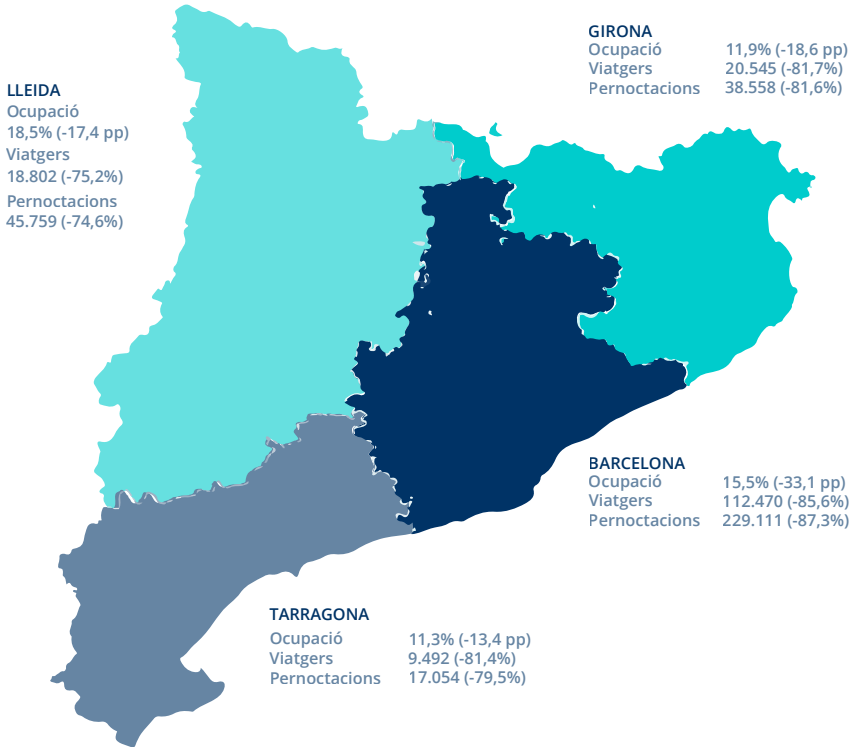 GIRONA
Ocupació 11,9% (-18,6 pp)
Viatgers 20.545 (-81,7%)
Pernoctacions 38.558 (-81,6%)
LLEIDA
Ocupació
18,5% (-17,4 pp)
Viatgers
18.802 (-75,2%)
Pernoctacions
45.759 (-74,6%)
BARCELONA
Ocupació 15,5% (-33,1 pp)
Viatgers 112.470 (-85,6%)
Pernoctacions 229.111 (-87,3%)
TARRAGONA
Ocupació 11,3% (-13,4 pp)
Viatgers 9.492 (-81,4%)
Pernoctacions 17.054 (-79,5%)